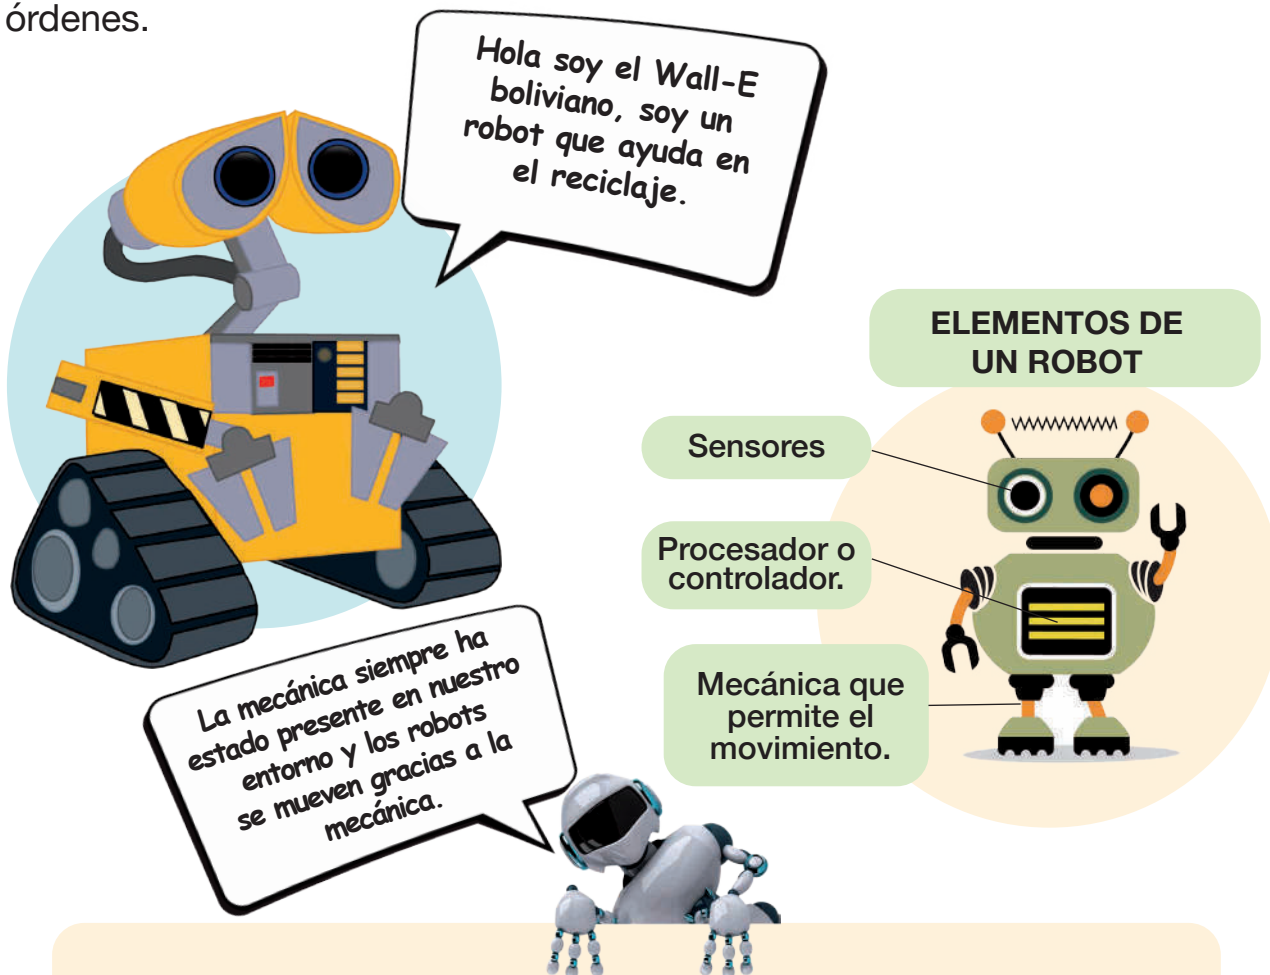 órdenes.
Hola soy el Wall-E
boliviano, soy un
robot que ayuda en
el reciclaje.
ELEMENTOS DE
UN ROBOT
Sensores
Procesador o
controlador.
Mecánica que
permite el
movimiento.
La mecánica siempre ha
estado presente en nuestro
entorno y los robots
se mueven gracias a la
mecánica.